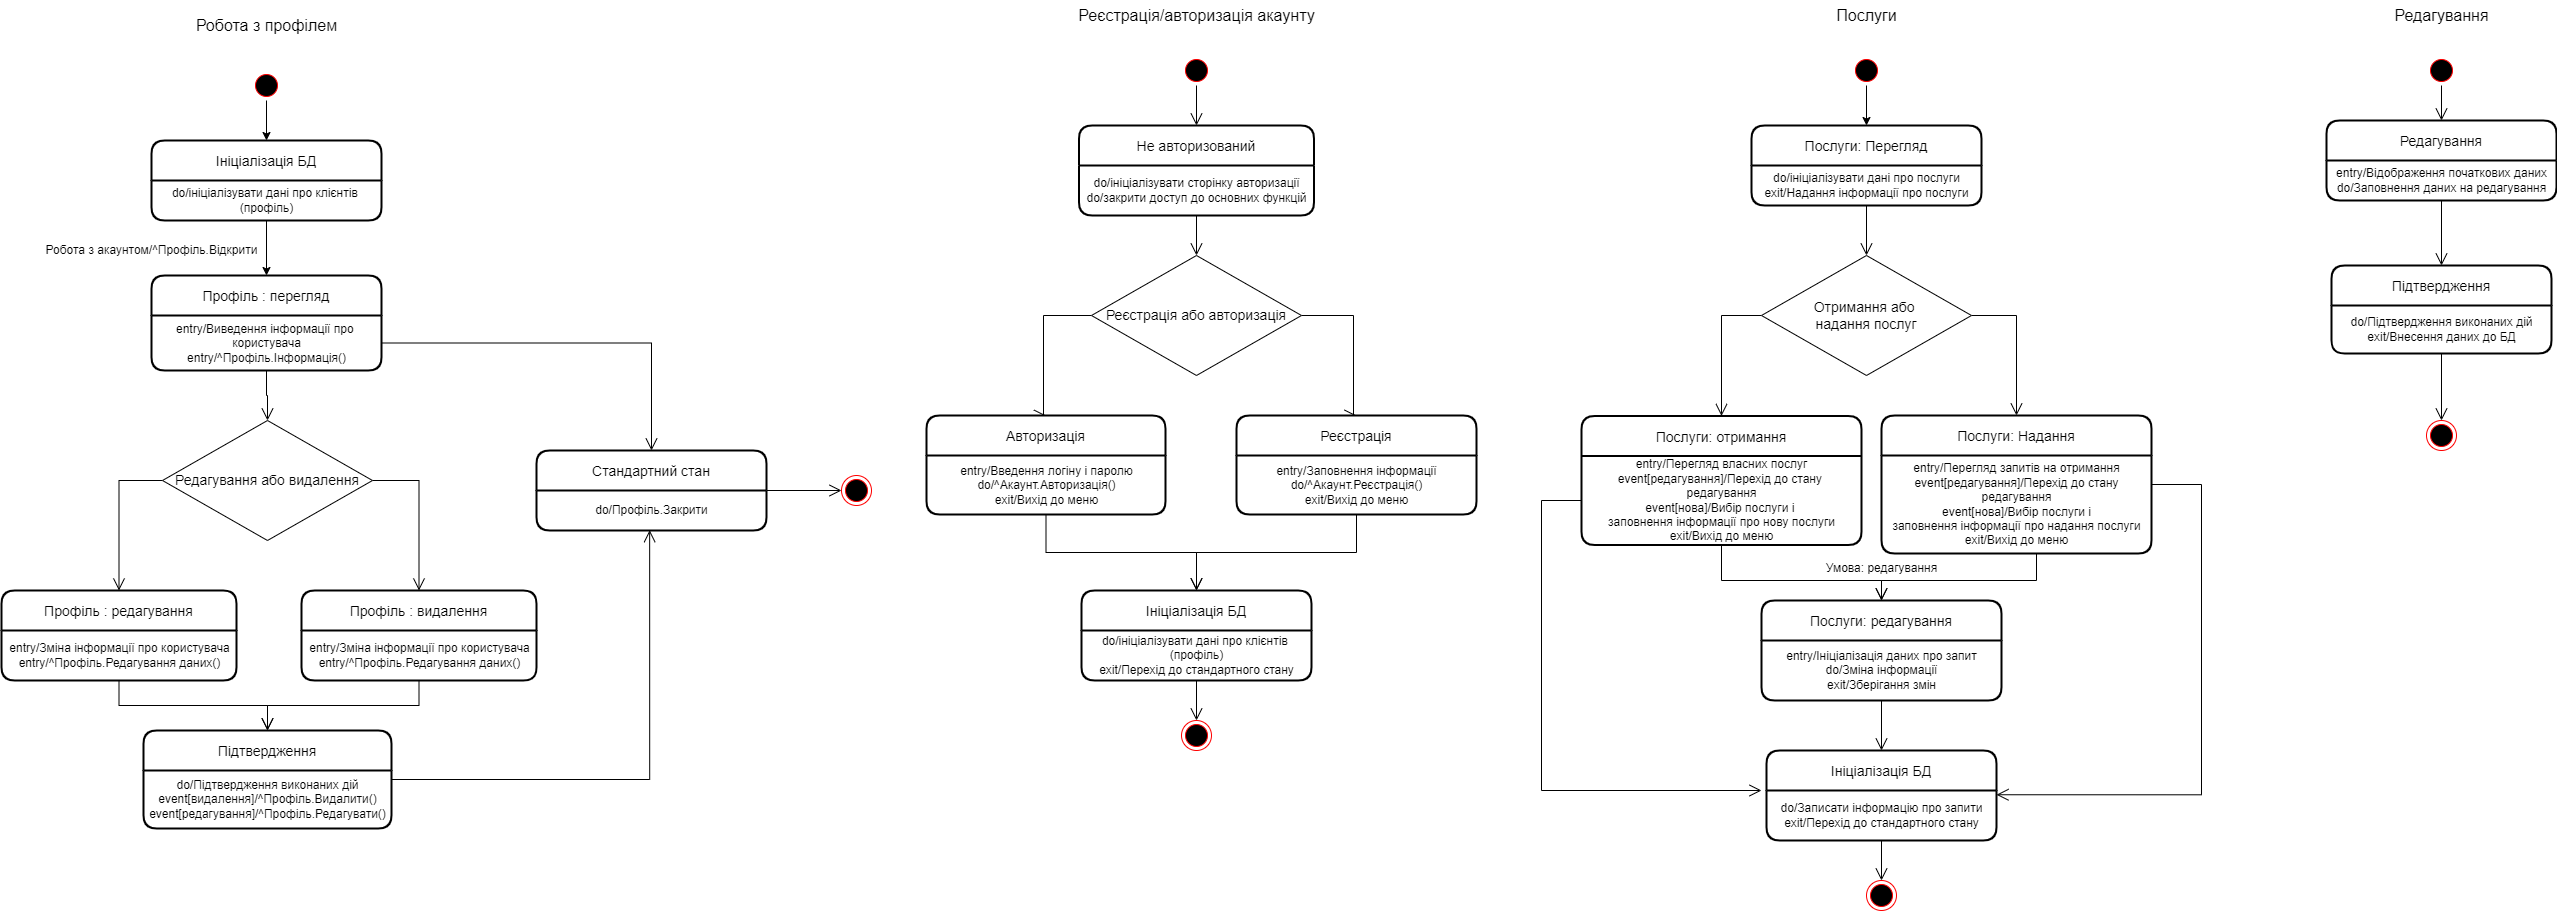 Робота з профілем
Ініціалізація БД
do/ініціалізувати дані про клієнтів
(профіль)
Робота з акаунтом/^Профіль.Відкрити
Профіль : перегляд
entry/Виведення інформації про
користувача
entry/^Профіль.Інформація()
Редагування або видалення
Стандартний стан
do/Профіль.Закрити
Профіль : редагування
entry/Зміна інформації про користувача
entry/^Профіль.Редагування даних()
Профіль : видалення
entry/Зміна інформації про користувача
entry/^Профіль.Редагування даних()
Підтвердження
do/Підтвердження виконаних дій
event[видалення]/^Профіль.Видалити()
event[редагування]/^Профіль.Редагувати()
Реєстрація/авторизація акаунту
Не авторизований
do/ініціалізувати сторінку авторизації
do/закрити доступ до основних функцій
Реєстрація або авторизація
Авторизація
entry/Введення логіну і паролю
do/^Акаунт.Авторизація()
exit/Вихід до меню
Реєстрація
entry/Заповнення інформації
do/^Акаунт.Реєстрація()
exit/Вихід до меню
Ініціалізація БД
do/ініціалізувати дані про клієнтів
(профіль)
exit/Перехід до стандартного стану
Послуги
Послуги: Перегляд
do/ініціалізувати дані про послуги
exit/Надання інформації про послуги
Отримання або
надання послуг
Послуги: отримання
entry/Перегляд власних послуг
event[редагування]/Перехід до стану
редагування
event[нова]/Вибір послуги і
заповнення інформації про нову послуги
exit/Вихід до меню
Послуги: Надання
entry/Перегляд запитів на отримання
event[редагування]/Перехід до стану
редагування
event[нова]/Вибір послуги і
заповнення інформації про надання послуги
exit/Вихід до меню
Умова: редагування
Послуги: редагування
entry/Ініціалізація даних про запит
do/Зміна інформації
exit/Зберігання змін
Ініціалізація БД
do/Записати інформацію про запити
exit/Перехід до стандартного стану
Редагування
Редагування
entry/Відображення початкових даних
do/Заповнення даних на редагування
Підтвердження
do/Підтвердження виконаних дій
exit/Внесення даних до БД